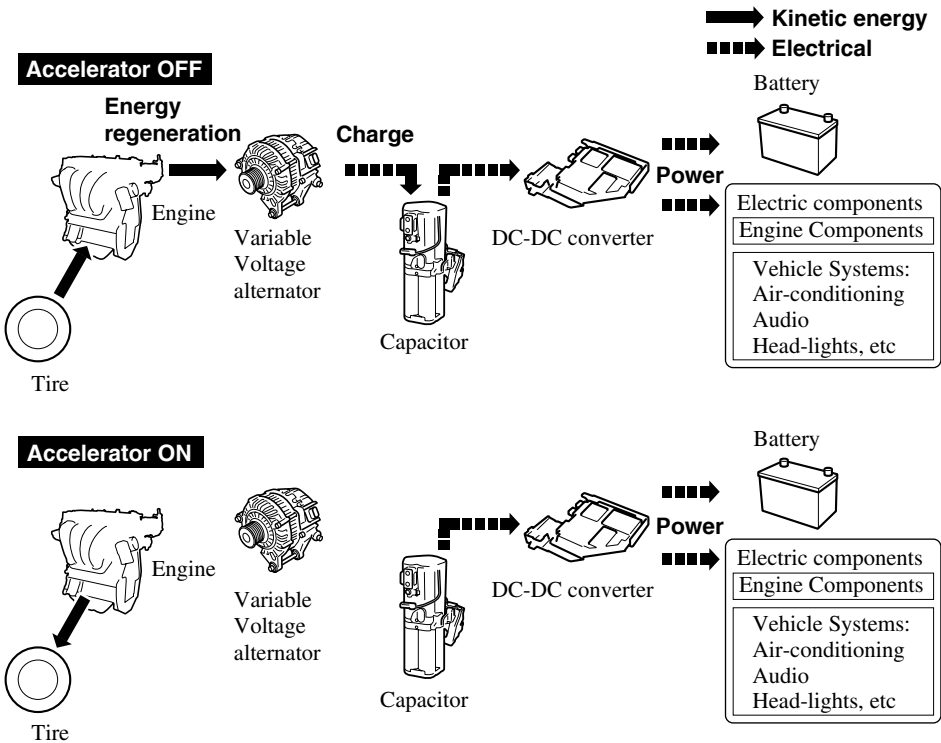 Kinetic energy
Electrical
Accelerator OFF
Energy
regeneration
Charge
Battery
Engine
Power
Variable
Voltage
alternator
DC-DC converter
Electric components
Engine Components
Vehicle Systems:
Air-conditioning
Audio
Head-lights, etc
Capacitor
Tire
Accelerator ON
Battery
Engine
Power
Variable
Voltage
alternator
DC-DC converter
Electric components
Engine Components
Vehicle Systems:
Air-conditioning
Audio
Head-lights, etc
Capacitor
Tire